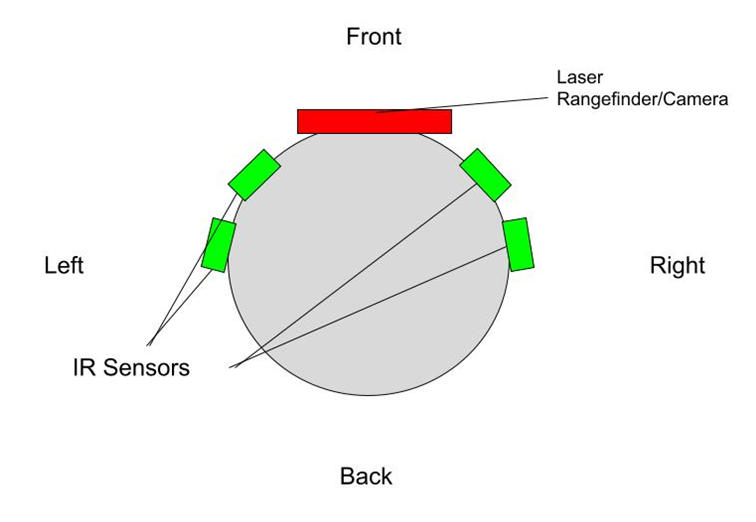 Front
Laser
Rangefinder/Camera
Left
Right
IR Sensors
Back